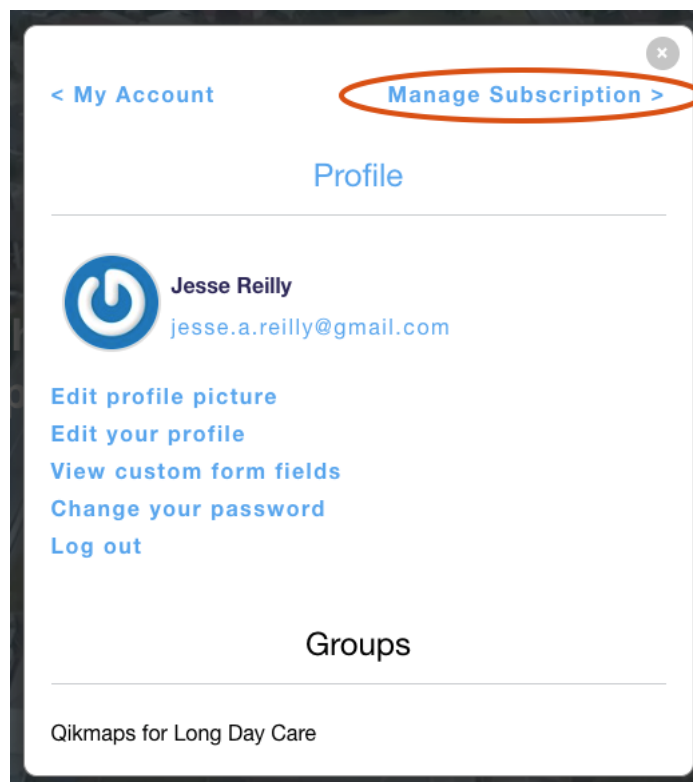 < My Account
Manage Subscription >
Profile
Jesse Reilly
jesse.a.reilly@gmail.com
Edit profile picture
Edit your profile
View custom form fields
Change your password
Log out
Groups
Qikmaps for Long Day Care